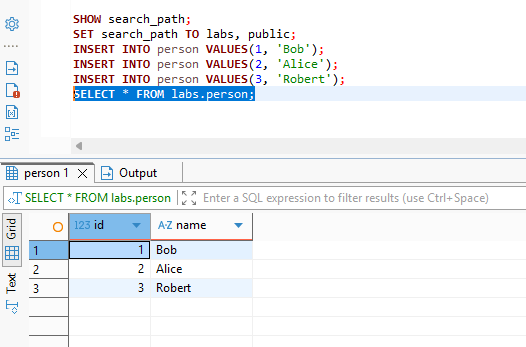 SHOW search_path;
SET search_path TO labs, public;
INSERT INTO person VALUES(1, 'Bob');
INSERT INTO person VALUES(2, 'Alice');
INSERT INTO person VALUES(3, 'Robert');
SELECT * FROM labs.person;
person 1 Output
SELECT * FROM labs.person Enter a SQL expression to filter results (use Ctrl+Space)
Grid
Text
123 id A-Z name
1 1 Bob
2 2 Alice
3 3 Robert